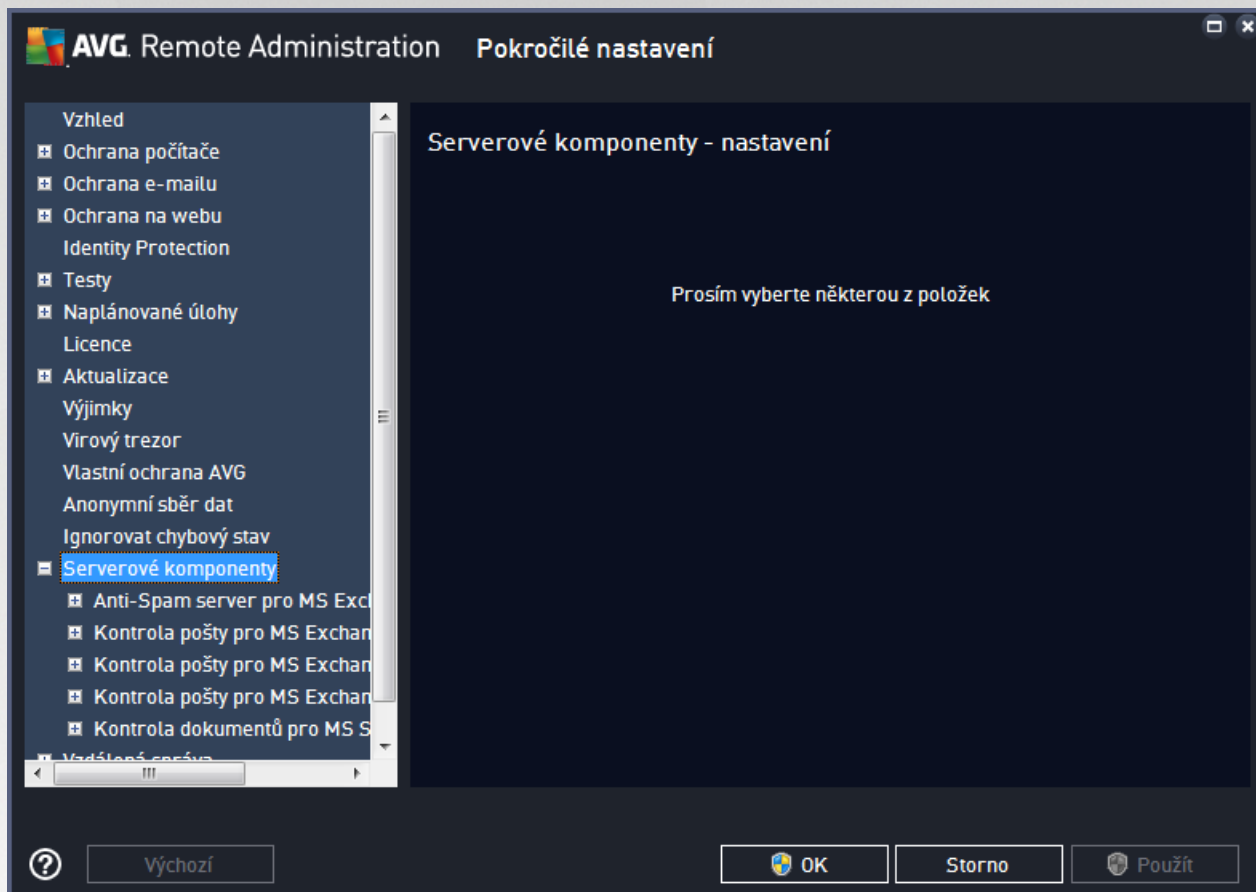 AVG. Remote Administration Pokročilé nastavení
Vzhled
Ochrana počítače
Ochrana e-mailu
Ochrana na webu
Identity Protection
Testy
Naplánované úlohy
Licence
Aktualizace
Výjimky
Virový trezor
Vlastní ochrana AVG
Anonymní sběr dat
Ignorovat chybový stav
Serverové komponenty
Anti-Spam server pro MS Excl
Kontrola pošty pro MS Exchan
Kontrola pošty pro MS Exchan
Kontrola pošty pro MS Exchan
Kontrola dokumentů pro MS S
Vzdálená správa
Serverové komponenty - nastavení
Prosím vyberte některou z položek
Výchozí
OK
Storno
Použít